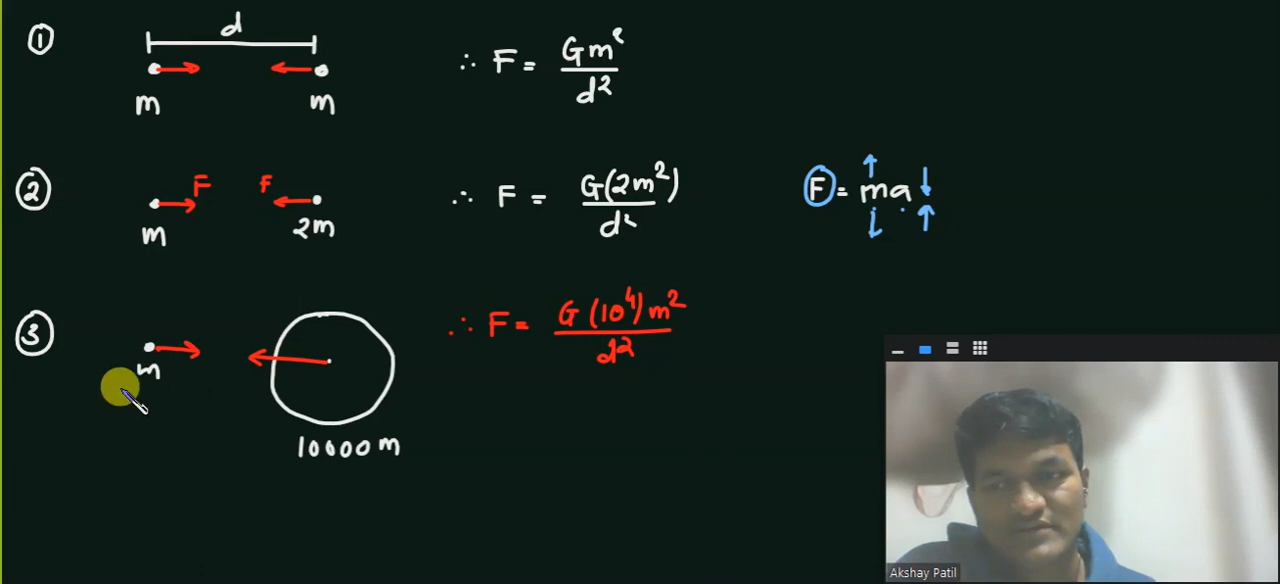 ① d
m m
∴ F = Gm² / d²
② F f
m 2m
∴ F = G(2m²) / d²
F = ma
③ m
10000 m
∴ F = G(10⁴)m² / d²
Akshay Patil